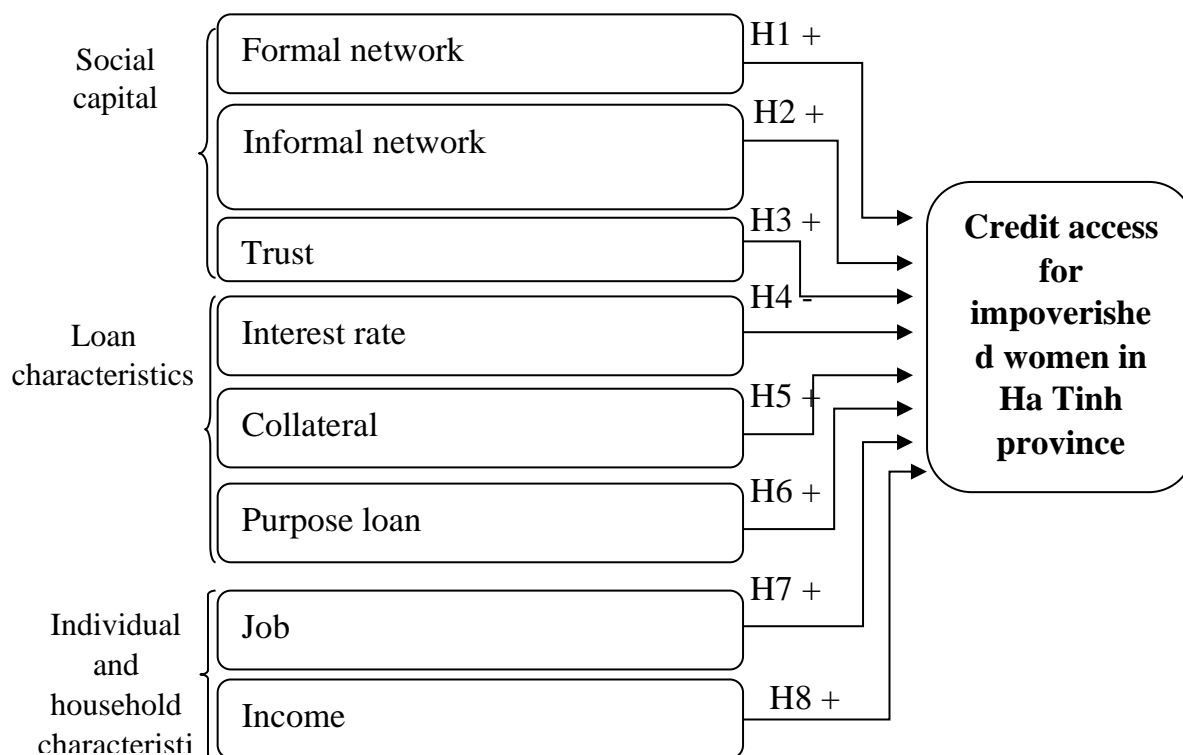 Social
capital
Formal network
H1 +
Informal network
H2 +
Trust
H3 +
Loan
characteristics
Interest rate
H4 -
Collateral
H5 +
Purpose loan
H6 +
Individual
and
household
characteristi
Job
H7 +
Income
H8 +
Credit access
for
impoverishe
d women in
Ha Tinh
province